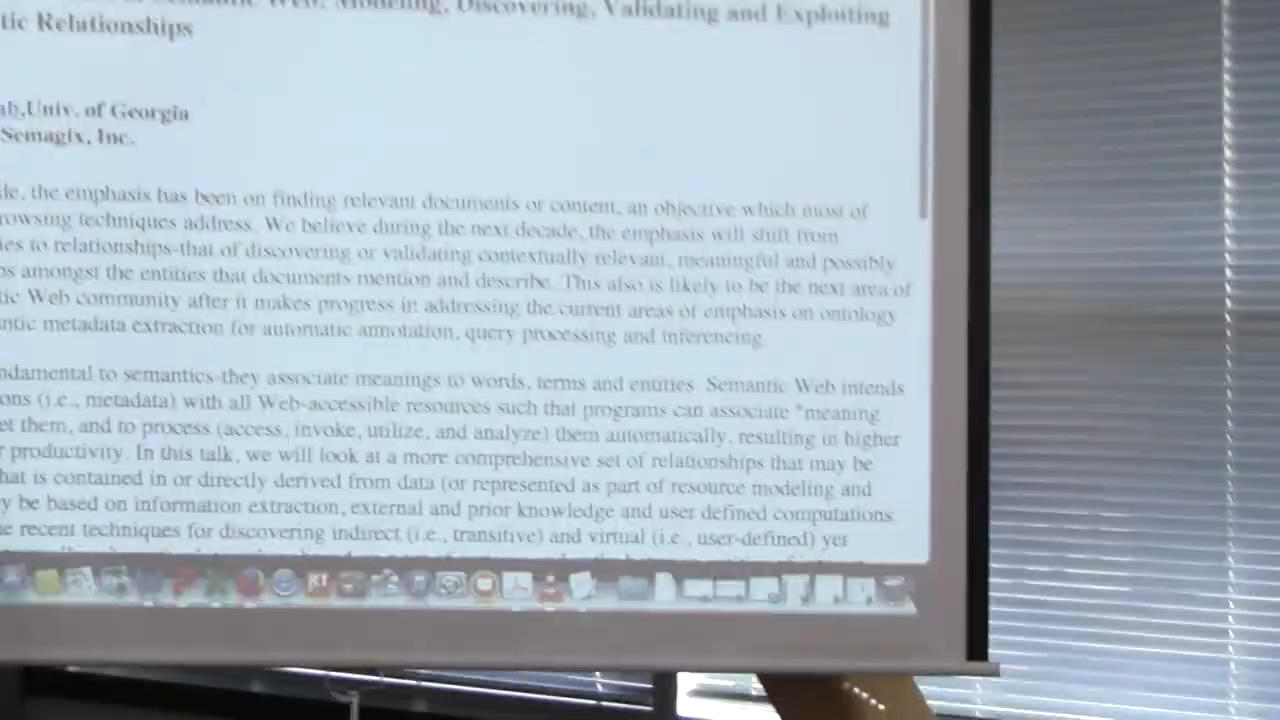 Semantic Web: Modeling, Discovering, Validating and Exploiting
tic Relationships
ab,Univ. of Georgia
Semagix, Inc.
de, the emphasis has been on finding relevant documents or content, an objective which most of
rowsing techniques address. We believe during the next decade, the emphasis will shift from
ies to relationships-that of discovering or validating contextually relevant, meaningful and possibly
ps amongst the entities that documents mention and describe. This also is likely to be the next area of
tic Web community after it makes progress in addressing the current areas of emphasis on ontology
ntic metadata extraction for automatic annotation, query processing and inferencing.
ndamental to semantics-they associate meanings to words, terms and entities. Semantic Web intends
ons (i.e., metadata) with all Web-accessible resources such that programs can associate "meaning
et them, and to process (access, invoke, utilize, and analyze) them automatically, resulting in higher
r productivity. In this talk, we will look at a more comprehensive set of relationships that may be
hat is contained in or directly derived from data (or represented as part of resource modeling and
y be based on information extraction, external and prior knowledge and user defined computations.
e recent techniques for discovering indirect (i.e., transitive) and virtual (i.e., user-defined) yet